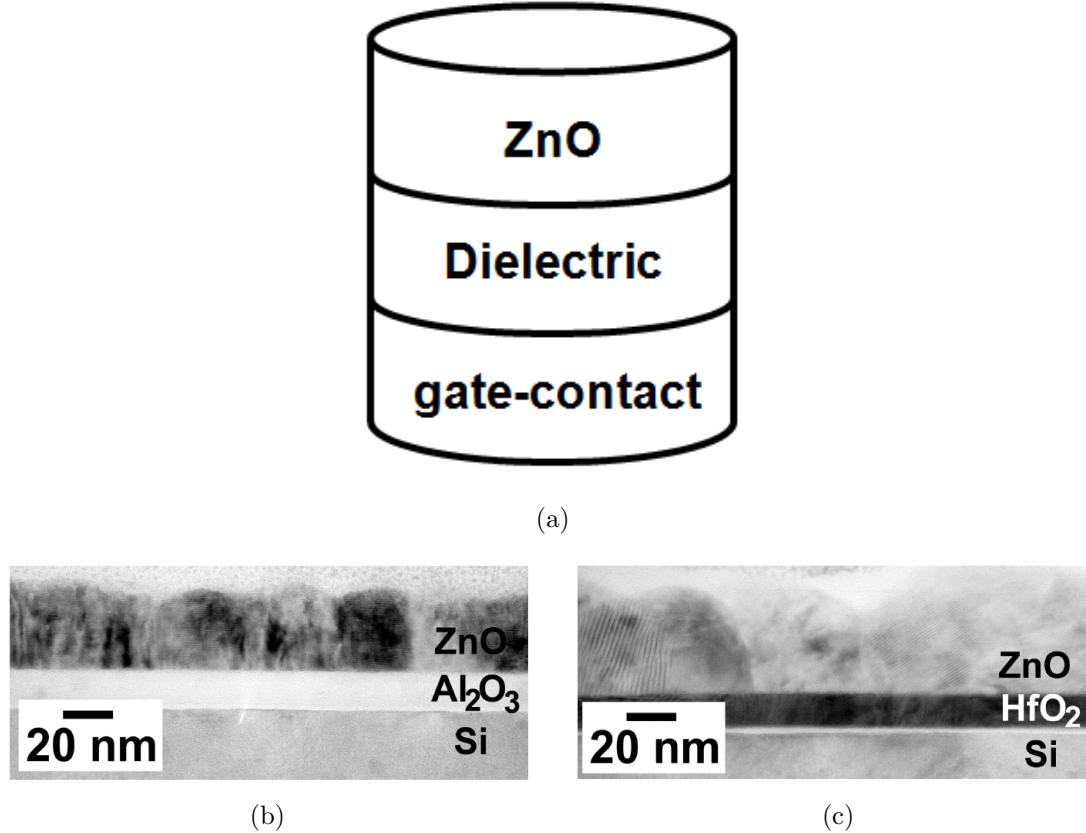 ZnO
Dielectric
gate-contact
(a)
ZnO
Al₂O₃
Si
20 nm
(b)
ZnO
HfO₂
Si
20 nm
(c)